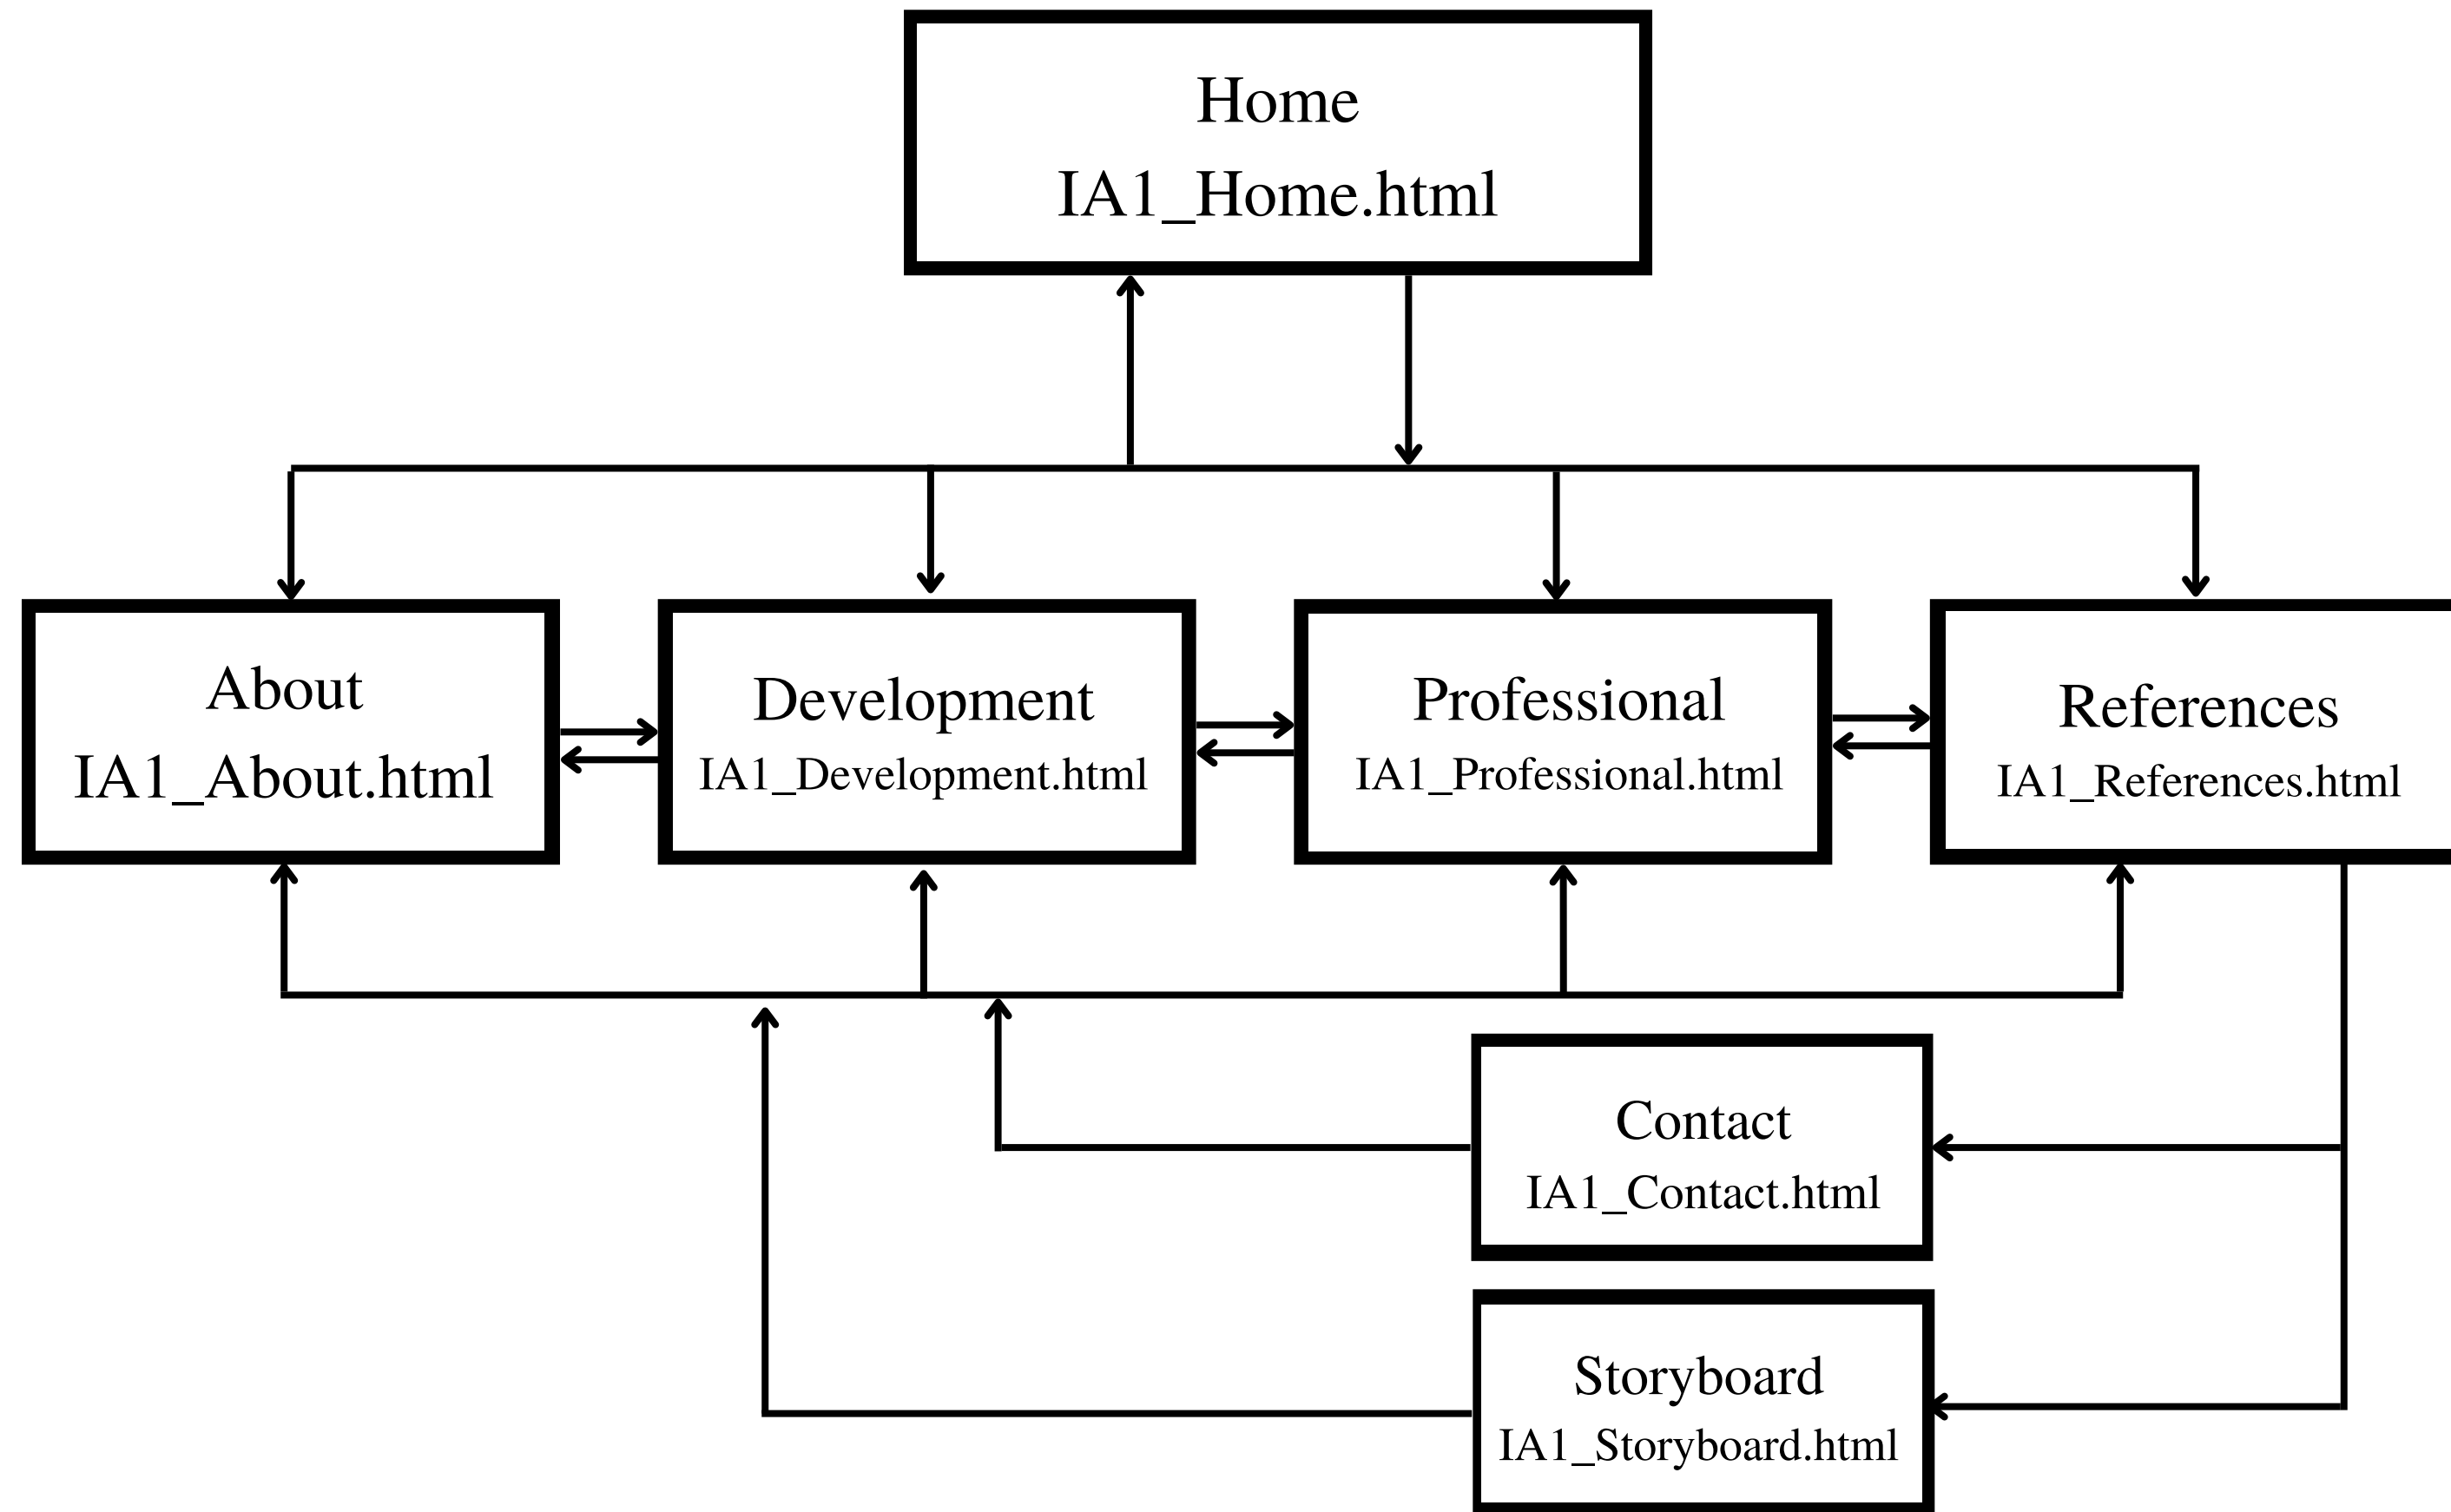 Home
IA1_Home.html
About
IA1_About.html
Development
IA1_Development.html
Professional
IA1_Professional.html
References
IA1_References.html
Contact
IA1_Contact.html
Storyboard
IA1_Storyboard.html